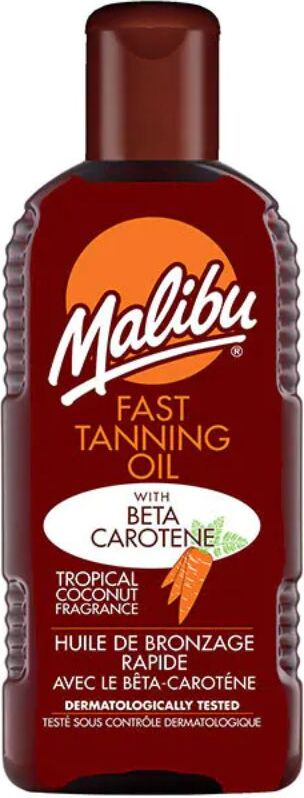 Malibu®
FAST
TANNING
OIL
WITH
BETA
CAROTENE
TROPICAL
COCONUT
FRAGRANCE
HUILE DE BRONZAGE
RAPIDE
AVEC LE BÊTA-CAROTÉNE
DERMATOLOGICALLY TESTED
TESTÉ SOUS CONTRÔLE DERMATOLOGIQUE